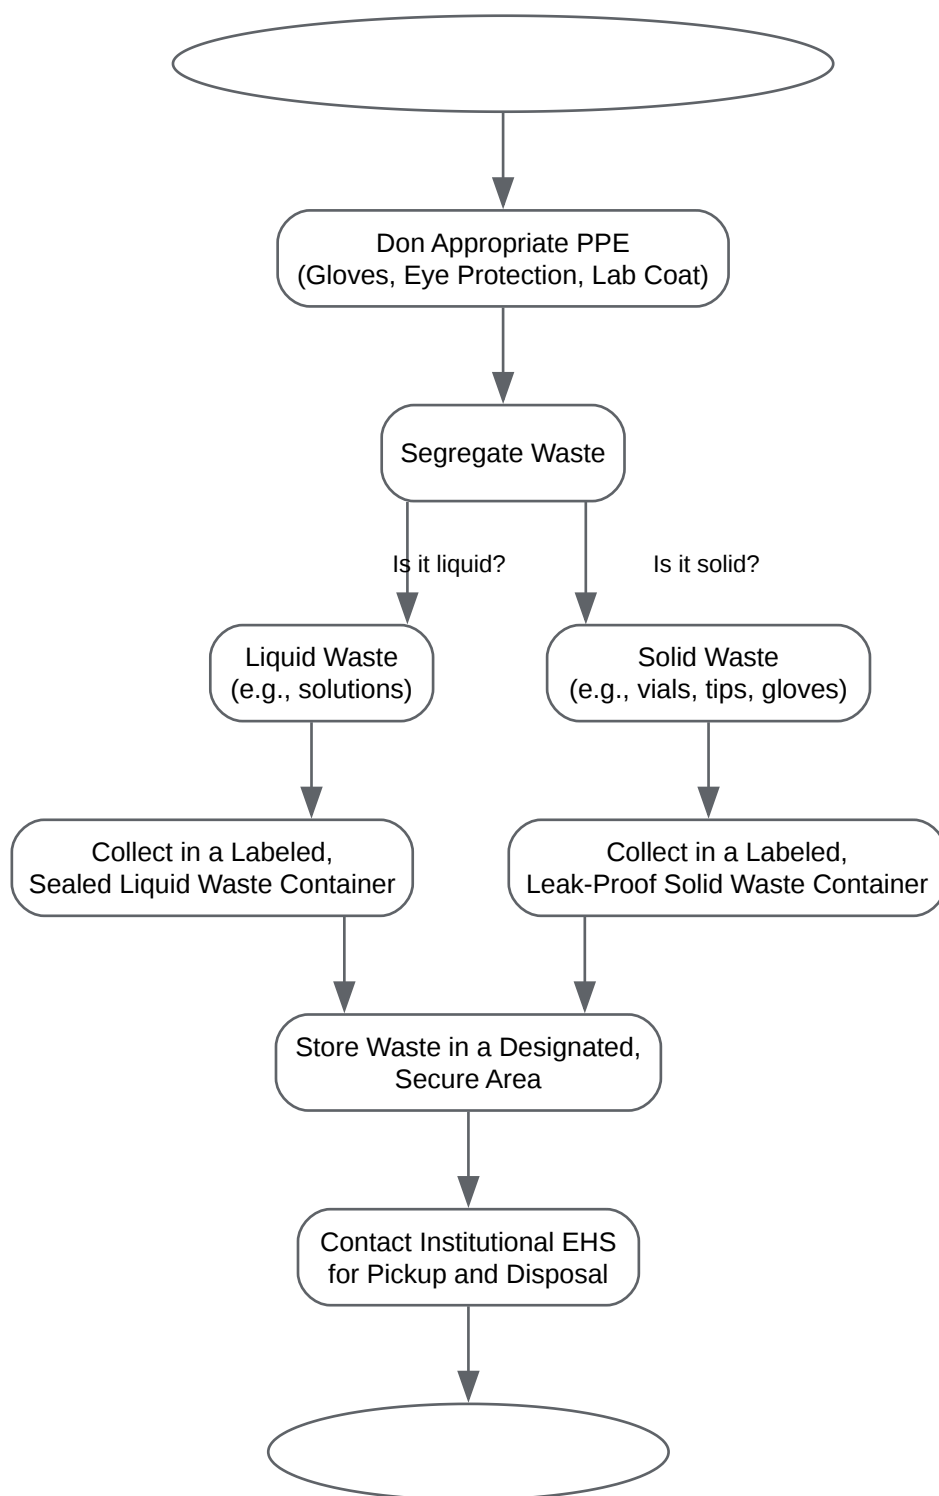 Don Appropriate PPE
(Gloves, Eye Protection, Lab Coat)
Segregate Waste
Is it liquid?
Is it solid?
Liquid Waste
(e.g., solutions)
Solid Waste
(e.g., vials, tips, gloves)
Collect in a Labeled,
Sealed Liquid Waste Container
Collect in a Labeled,
Leak-Proof Solid Waste Container
Store Waste in a Designated,
Secure Area
Contact Institutional EHS
for Pickup and Disposal